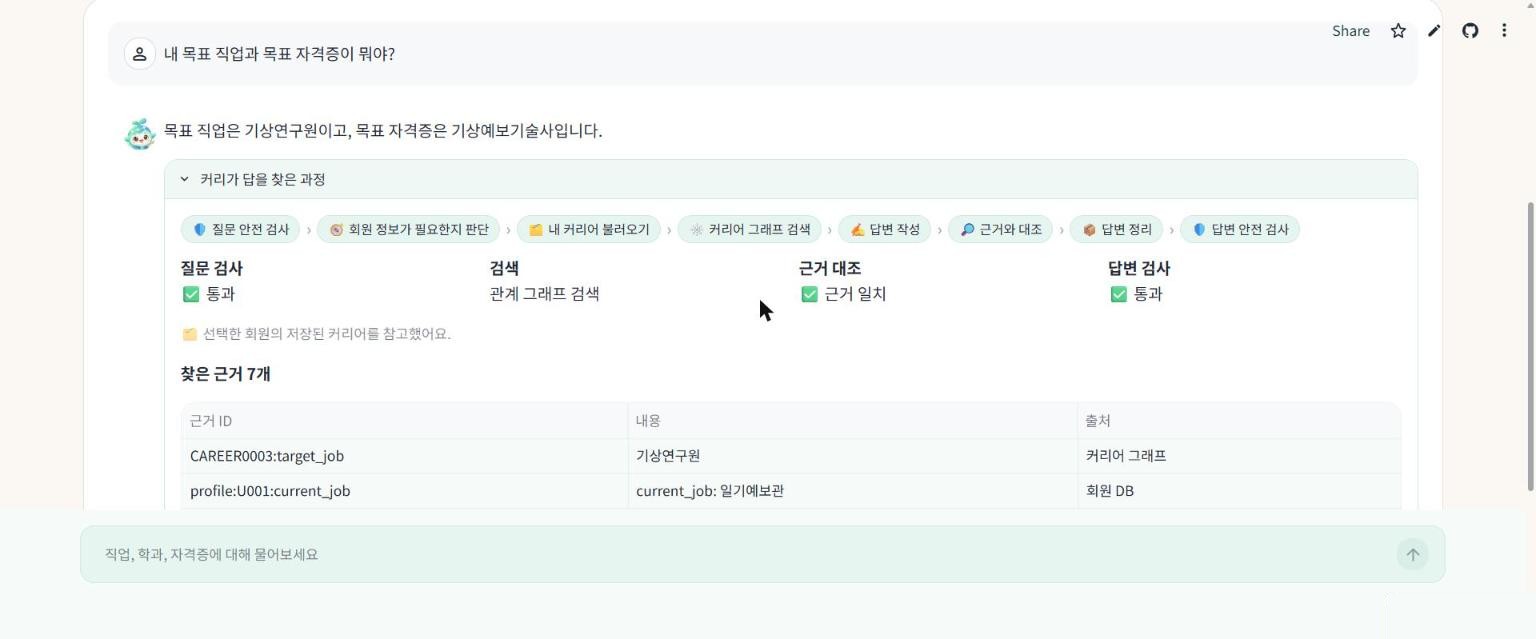 Share
내 목표 직업과 목표 자격증이 뭐야?
목표 직업은 기상연구원이고, 목표 자격증은 기상예보기술사입니다.
커리가 답을 찾은 과정
질문 안전 검사 › 회원 정보가 필요한지 판단 › 내 커리어 불러오기 › 커리어 그래프 검색 › 답변 작성 › 근거와 대조 › 답변 정리 › 답변 안전 검사
질문 검사 검색 근거 대조 답변 검사
통과 관계 그래프 검색 근거 일치 통과
선택한 회원의 저장된 커리어를 참고했어요.
찾은 근거 7개
근거 ID 내용 출처
CAREER0003:target_job 기상연구원 커리어 그래프
profile:U001:current_job current_job: 일기예보관 회원 DB
직업, 학과, 자격증에 대해 물어보세요